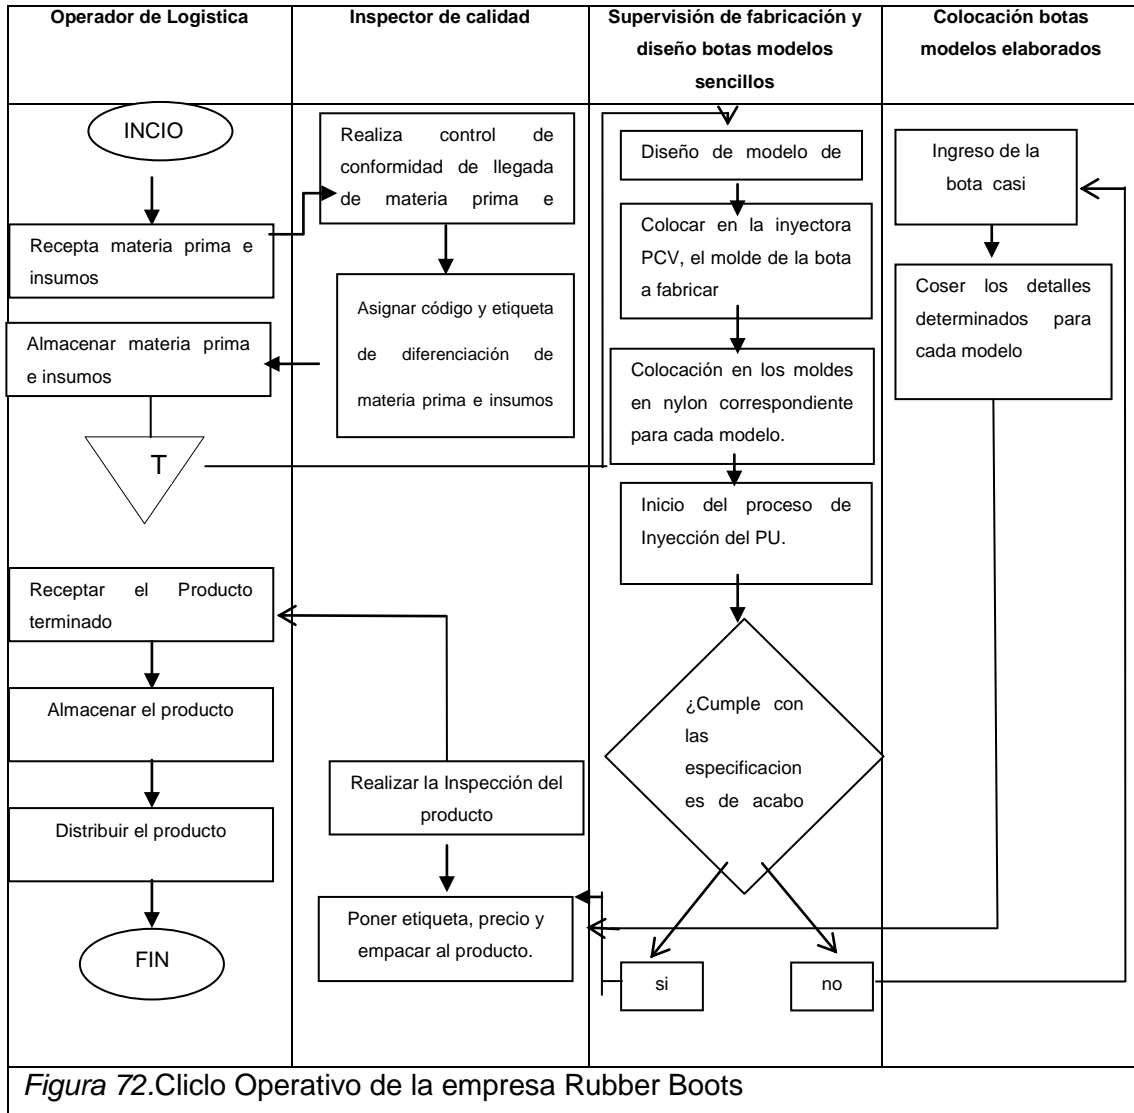 Operador de Logistica
Inspector de calidad
Supervisión de fabricación y
diseño botas modelos
sencillos
Colocación botas
modelos elaborados
INCIO
Recepta materia prima e
insumos
Almacenar materia prima
e insumos
T
Receptar el Producto
terminado
Almacenar el producto
Distribuir el producto
FIN
Realiza control de
conformidad de llegada
de materia prima e
Asignar código y etiqueta
de diferenciación de
materia prima e insumos
Realizar la Inspección del
producto
Poner etiqueta, precio y
empacar al producto.
Diseño de modelo de
Colocar en la inyectora
PCV, el molde de la bota
a fabricar
Colocación en los moldes
en nylon correspondiente
para cada modelo.
Inicio del proceso de
Inyección del PU.
¿Cumple con
las
especificacion
es de acabo
si
no
Ingreso de la
bota casi
Coser los detalles
determinados para
cada modelo
Figura 72.Cliclo Operativo de la empresa Rubber Boots